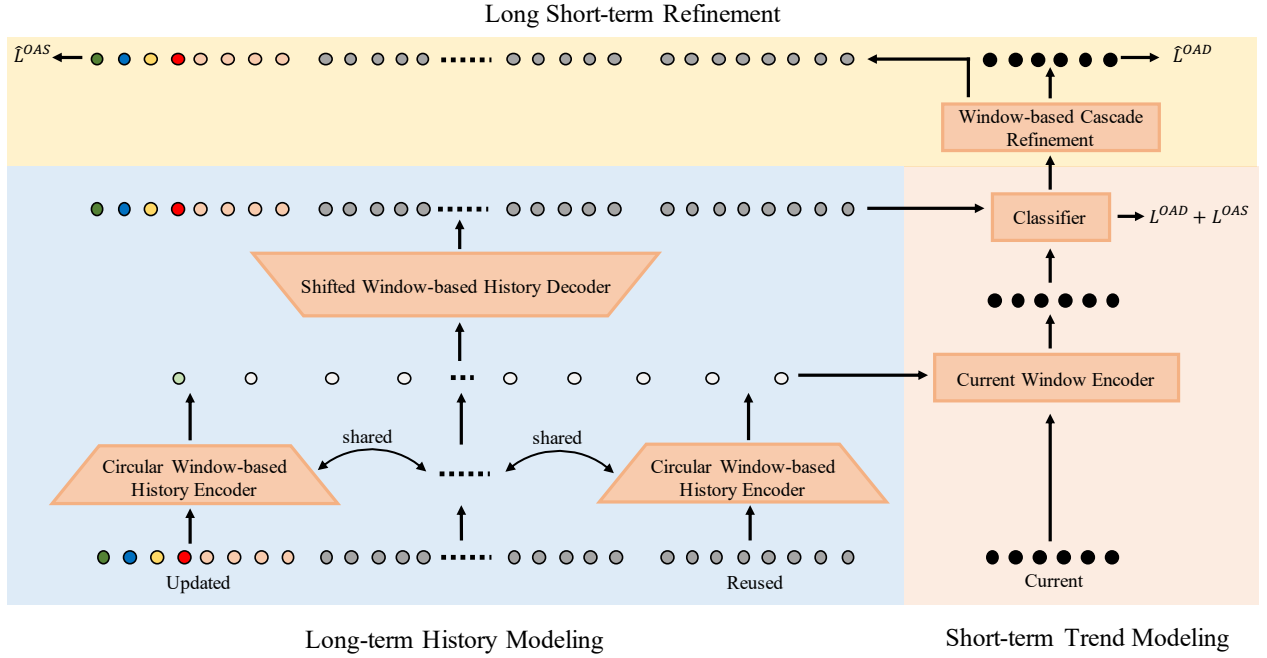 Long Short-term Refinement
L̂^OAS
L̂^OAD
Window-based Cascade
Refinement
Classifier
L^OAD + L^OAS
Shifted Window-based History Decoder
Current Window Encoder
shared
shared
Circular Window-based
History Encoder
Circular Window-based
History Encoder
Updated
Reused
Current
Long-term History Modeling
Short-term Trend Modeling